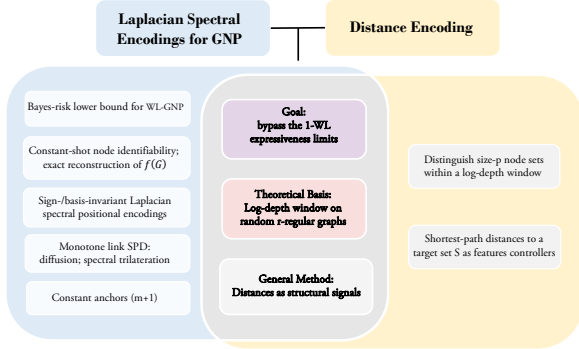 Laplacian Spectral
Encodings for GNP
Distance Encoding
Bayes-risk lower bound for WL-GNP
Constant-shot node identifiability;
exact reconstruction of f(G)
Sign-/basis-invariant Laplacian
spectral positional encodings
Monotone link SPD:
diffusion; spectral trilateration
Constant anchors (m+1)
Goal:
bypass the 1-WL
expressiveness limits
Theoretical Basis:
Log-depth window on
random r-regular graphs
General Method:
Distances as structural signals
Distinguish size-p node sets
within a log-depth window
Shortest-path distances to a
target set S as features controllers